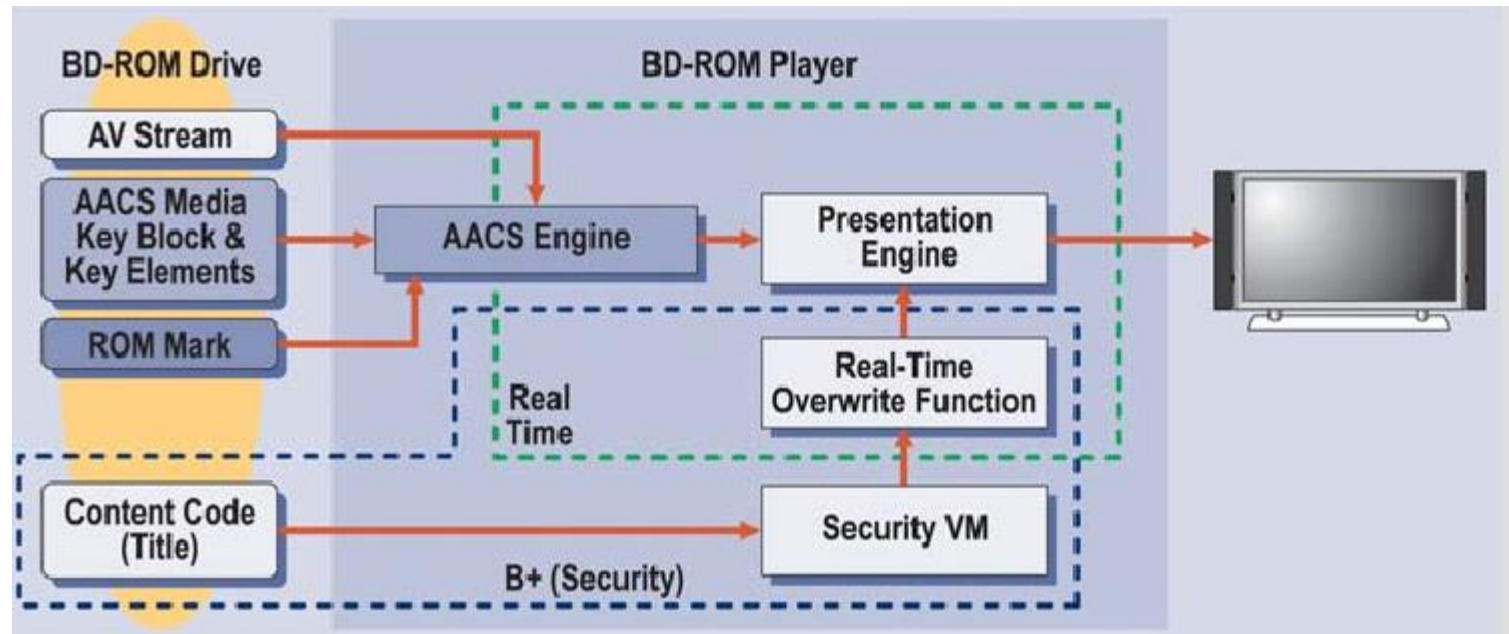 BD-ROM Drive
BD-ROM Player
AV Stream
AACS Media
Key Block &
Key Elements
AACS Engine
Presentation
Engine
ROM Mark
Real-Time
Overwrite Function
Real
Time
Content Code
(Title)
Security VM
B+ (Security)